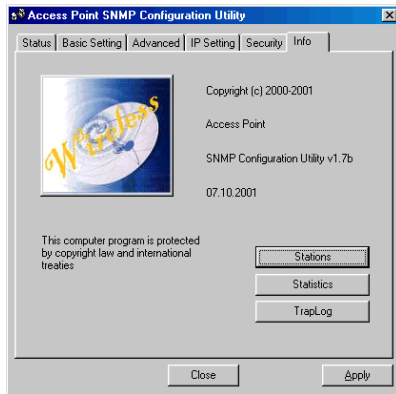 Access Point SNMP Configuration Utility
Status Basic Setting Advanced IP Setting Security Info
Wireless
Copyright (c) 2000-2001
Access Point
SNMP Configuration Utility v1.7b
07.10.2001
This computer program is protected
by copyright law and international
treaties
Stations
Statistics
TrapLog
Close Apply